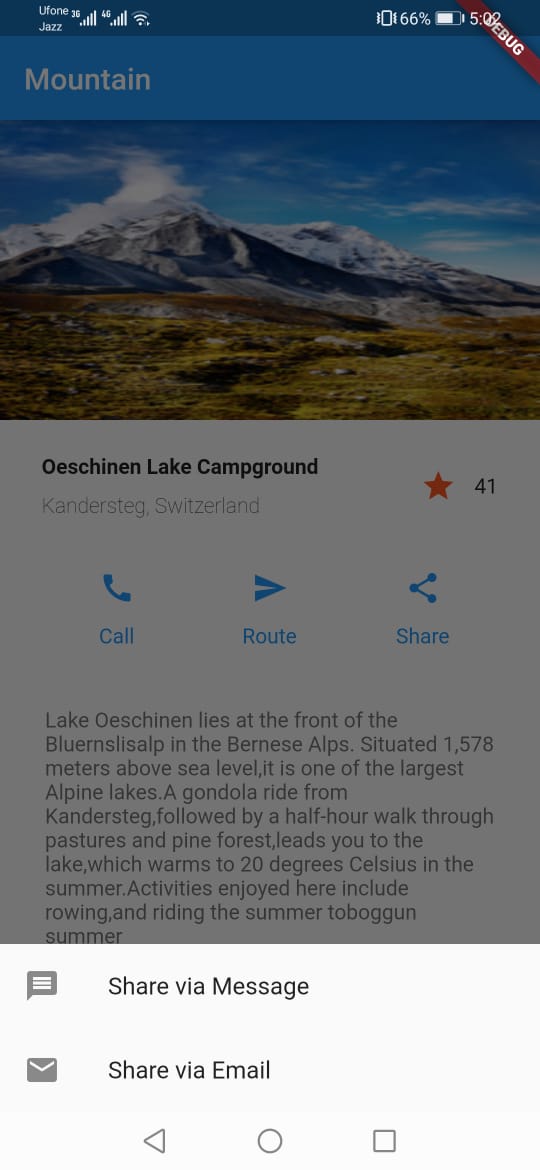 Ufone 3G 4G 66% 5:02
Jazz
DEBUG
Mountain
Oeschinen Lake Campground
41
Kandersteg, Switzerland
Call Route Share
Lake Oeschinen lies at the front of the
Bluernslisalp in the Bernese Alps. Situated 1,578
meters above sea level,it is one of the largest
Alpine lakes.A gondola ride from
Kandersteg,followed by a half-hour walk through
pastures and pine forest,leads you to the
lake,which warms to 20 degrees Celsius in the
summer.Activities enjoyed here include
rowing,and riding the summer toboggun
summer
Share via Message
Share via Email